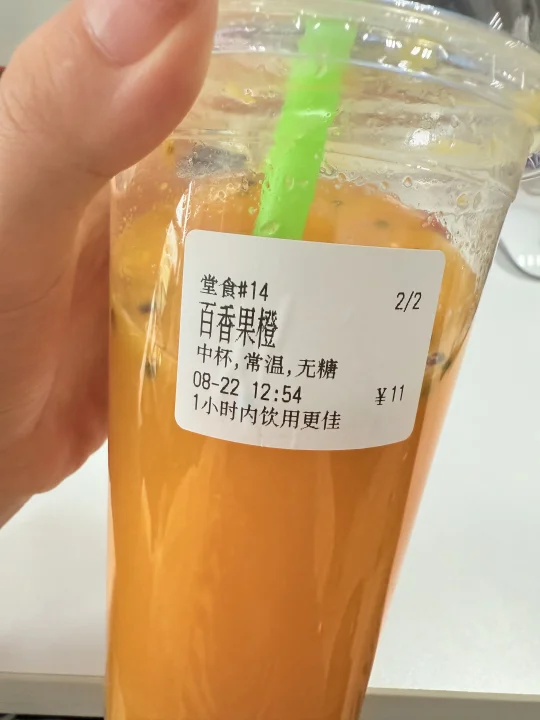 堂食#14 2/2
百香果橙
中杯,常温,无糖
08-22 12:54 ￥11
1小时内饮用更佳